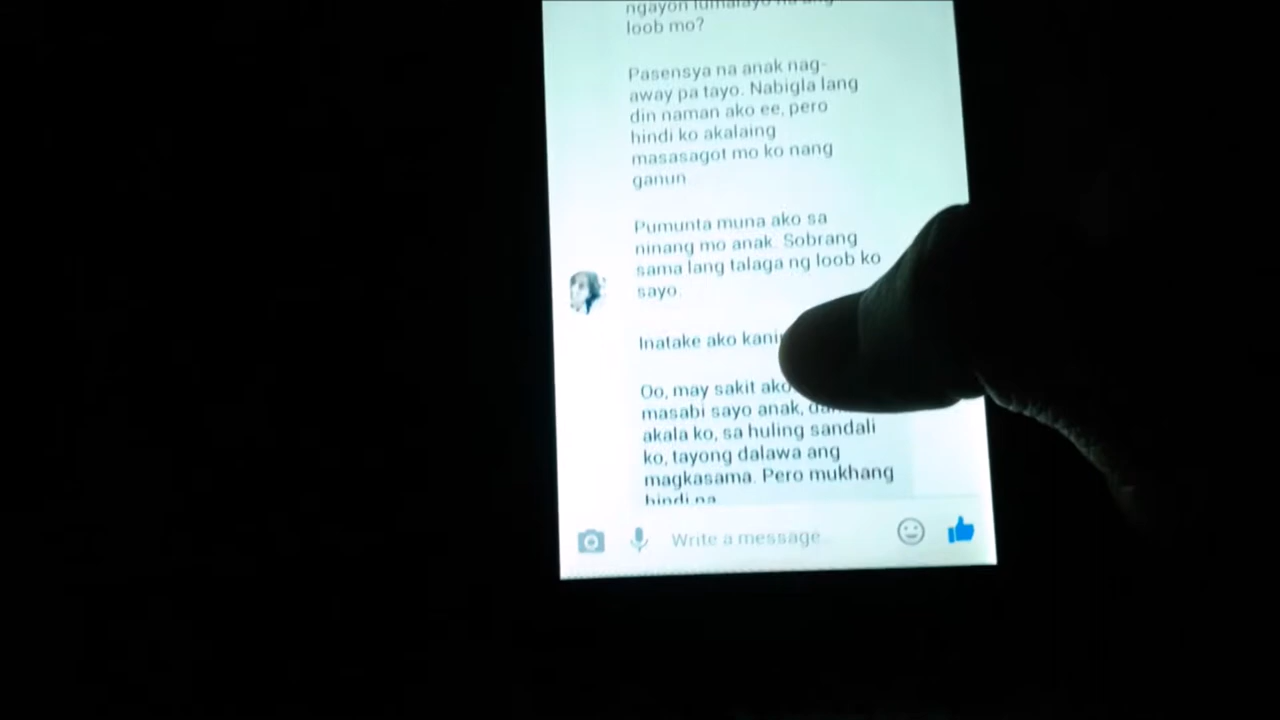 ngayon lumalayo na ang
loob mo?
Pasensya na anak nag-
away pa tayo. Nabigla lang
din naman ako ee, pero
hindi ko akalaing
masasagot mo ko nang
ganun
Pumunta muna ako sa
ninang mo anak. Sobrang
sama lang talaga ng loob ko
sayo.
Inatake ako
Oo, may sakit ako
masabi sayo anak,
akala ko, sa huling sandali
ko, tayong dalawa ang
magkasama. Pero mukhang
hindi na
Write a message...